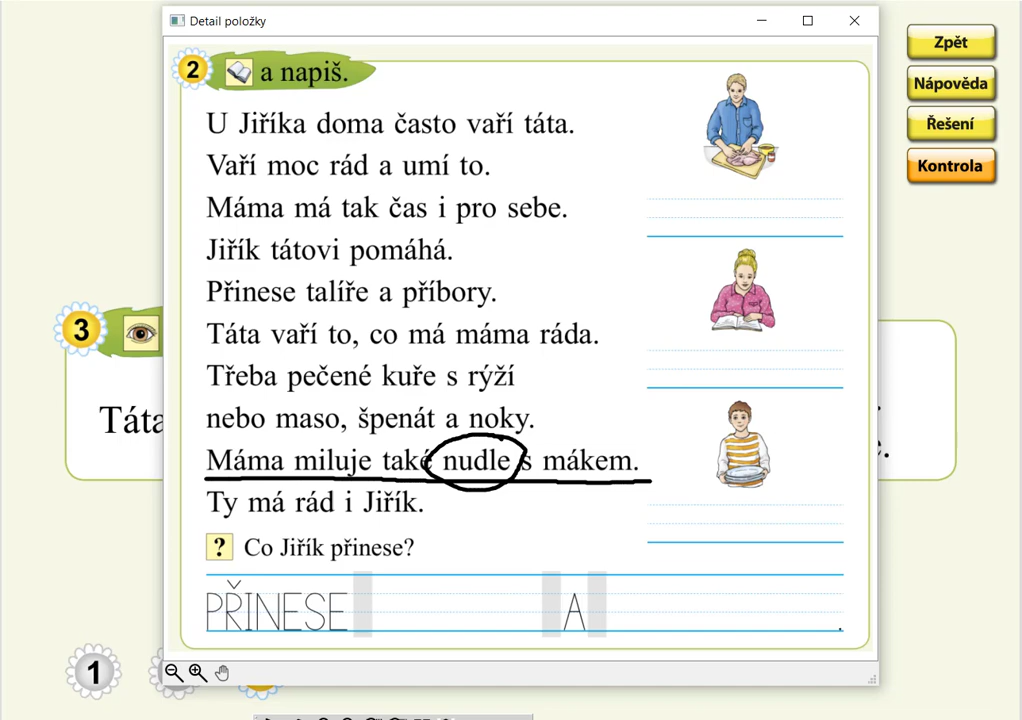 Detail položky
2 a napiš.
U Jiříka doma často vaří táta.
Vaří moc rád a umí to.
Máma má tak čas i pro sebe.
Jiřík tátovi pomáhá.
Přinese talíře a příbory.
Táta vaří to, co má máma ráda.
Třeba pečené kuře s rýží
nebo maso, špenát a noky.
Máma miluje také nudle s mákem.
Ty má rád i Jiřík.
? Co Jiřík přinese?
PŘINESE A .
Zpět
Nápověda
Řešení
Kontrola
3
Táta
1